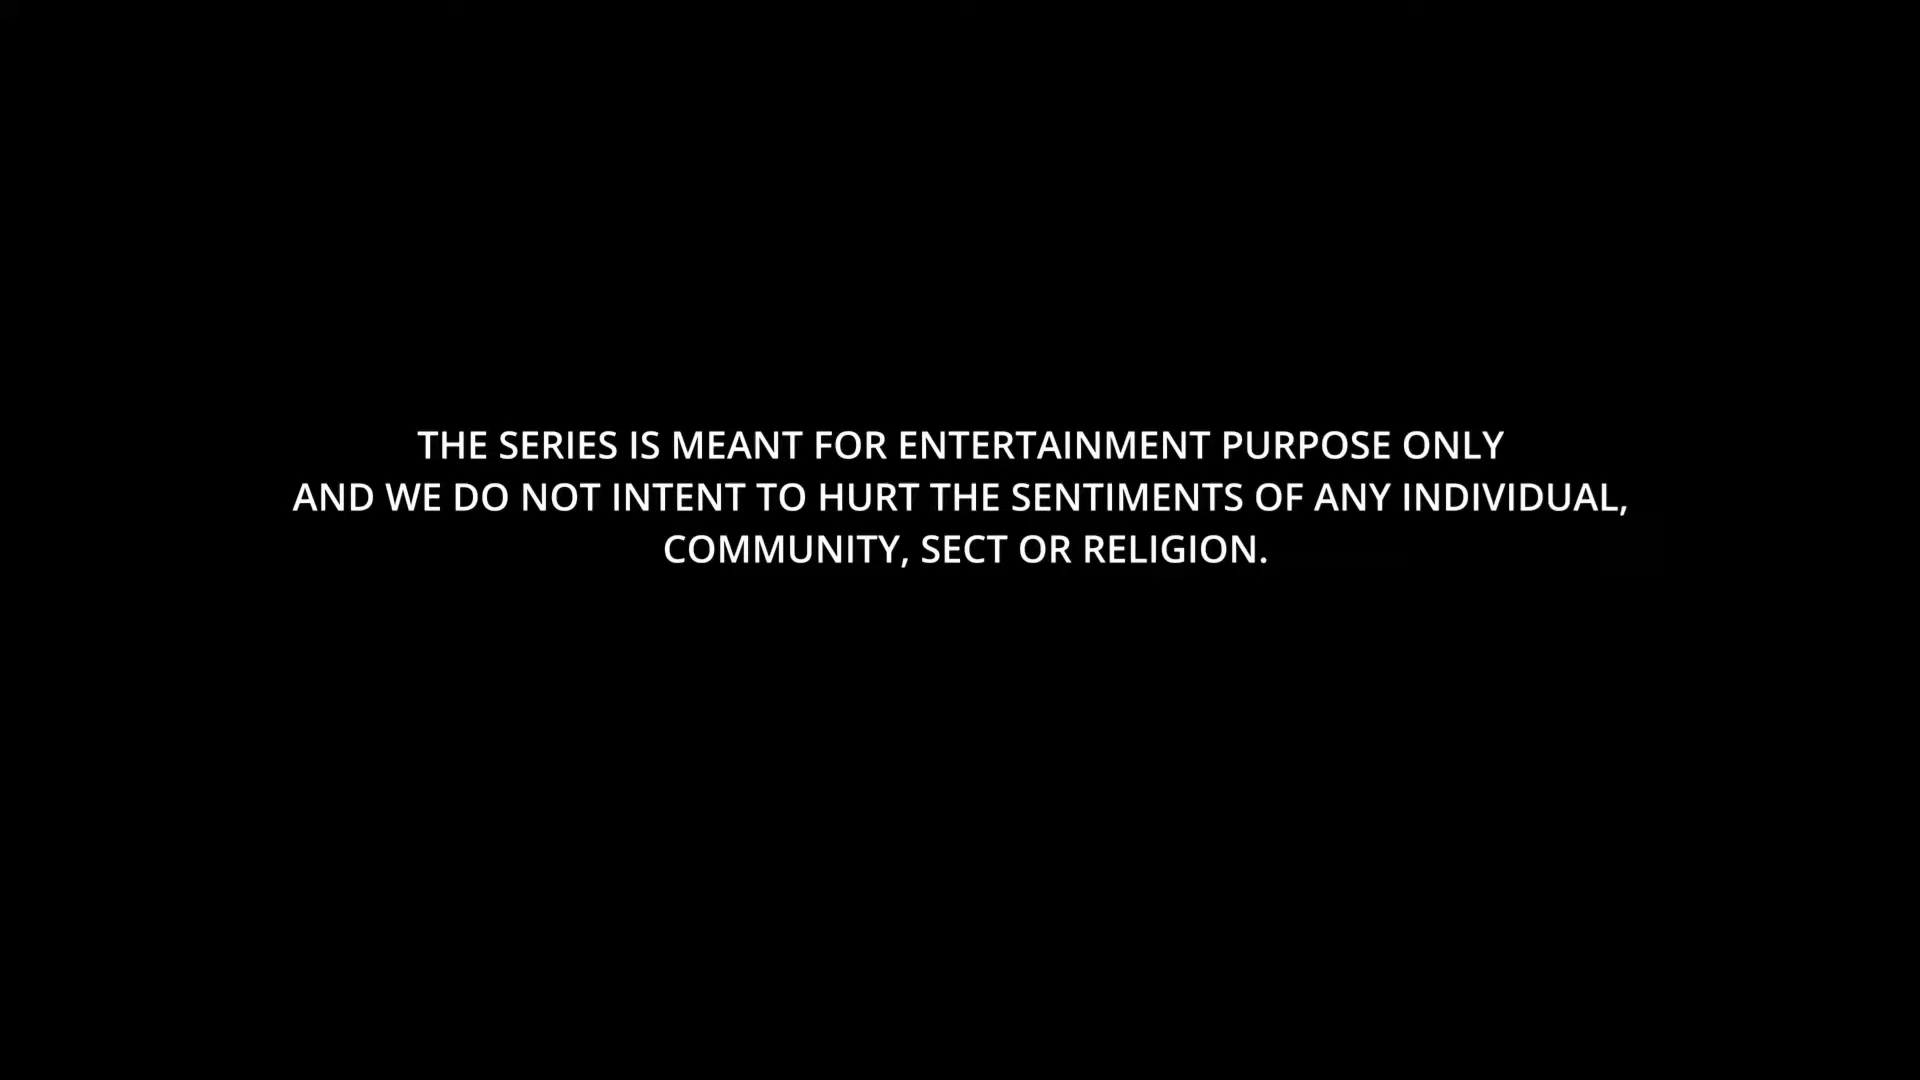 THE SERIES IS MEANT FOR ENTERTAINMENT PURPOSE ONLY
AND WE DO NOT INTENT TO HURT THE SENTIMENTS OF ANY INDIVIDUAL,
COMMUNITY, SECT OR RELIGION.